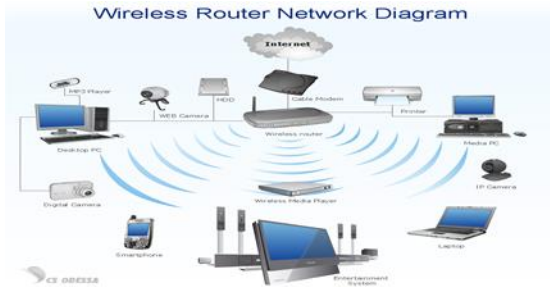 Wireless Router Network Diagram
Internet
MP3 Player
HDD
Cable Modem
WEB Camera
Printer
Wireless router
Desktop PC
Media PC
IP Camera
Digital Camera
Wireless Media Player
Laptop
Smartphone
Entertainment
System
CS ODESSA